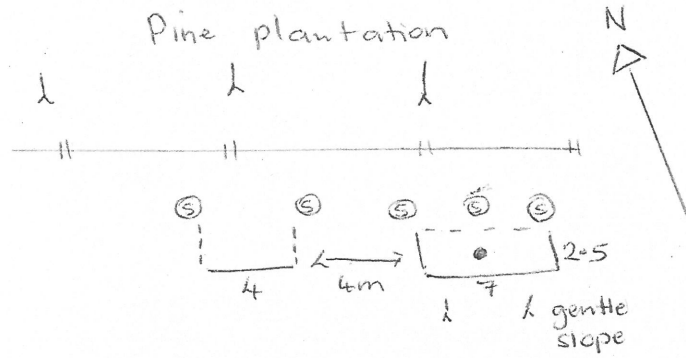 Pine plantation
N
S S S S S
2.5
4 4m 7
gentle
slope